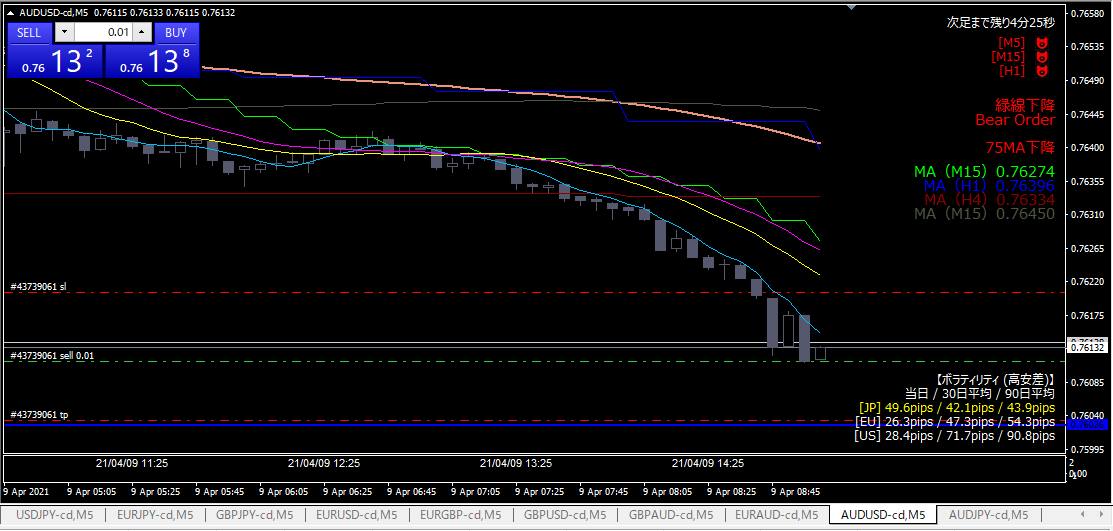 AUDUSD-cd,M5 0.76115 0.76133 0.76115 0.76132
SELL 0.01 BUY
0.76 13 2 0.76 13 8
次足まで残り4分25秒
[M5]
[M15]
[H1]
緑線下降
Bear Order
75MA下降
MA（M15）0.76274
MA（H1）0.76396
MA（H4）0.76334
MA（M15）0.76450
#43739061 sl
#43739061 sell 0.01
#43739061 tp
【ボラティリティ(高安差)】
当日 / 30日平均 / 90日平均
[JP] 49.6pips / 42.1pips / 43.9pips
[EU] 26.3pips / 47.3pips / 54.3pips
[US] 28.4pips / 71.7pips / 90.8pips
0.76580
0.76535
0.76490
0.76445
0.76400
0.76355
0.76310
0.76265
0.76220
0.76175
0.76132
0.76085
0.76040
0.75995
21/04/09 11:25 21/04/09 12:25 21/04/09 13:25 21/04/09 14:25
9 Apr 2021 9 Apr 05:05 9 Apr 05:25 9 Apr 05:45 9 Apr 06:05 9 Apr 06:25 9 Apr 06:45 9 Apr 07:05 9 Apr 07:25 9 Apr 07:45 9 Apr 08:05 9 Apr 08:25 9 Apr 08:45
USDJPY-cd,M5 EURJPY-cd,M5 GBPJPY-cd,M5 EURUSD-cd,M5 EURGBP-cd,M5 GBPUSD-cd,M5 GBPAUD-cd,M5 EURAUD-cd,M5 AUDUSD-cd,M5 AUDJPY-cd,M5